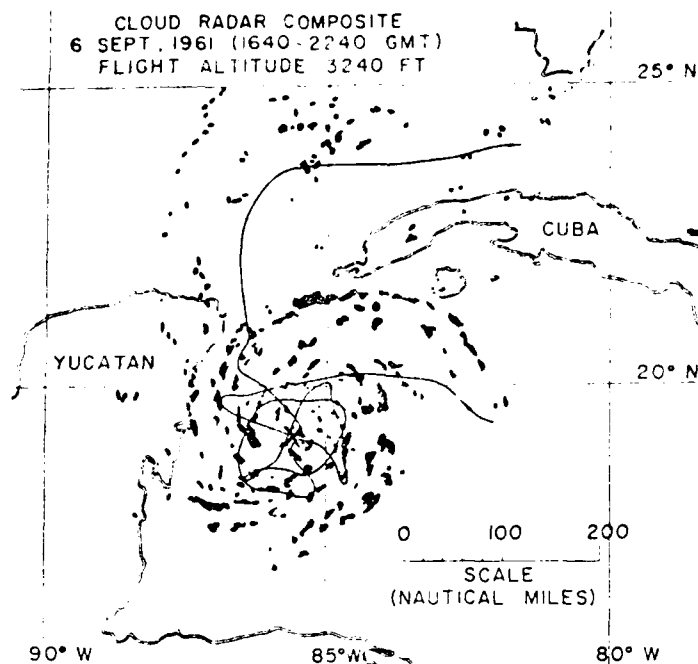 CLOUD RADAR COMPOSITE
6 SEPT, 1961 (1640-2240 GMT)
FLIGHT ALTITUDE 3240 FT
25° N
CUBA
YUCATAN
20° N
0 100 200
SCALE
(NAUTICAL MILES)
90° W 85° W 80° W